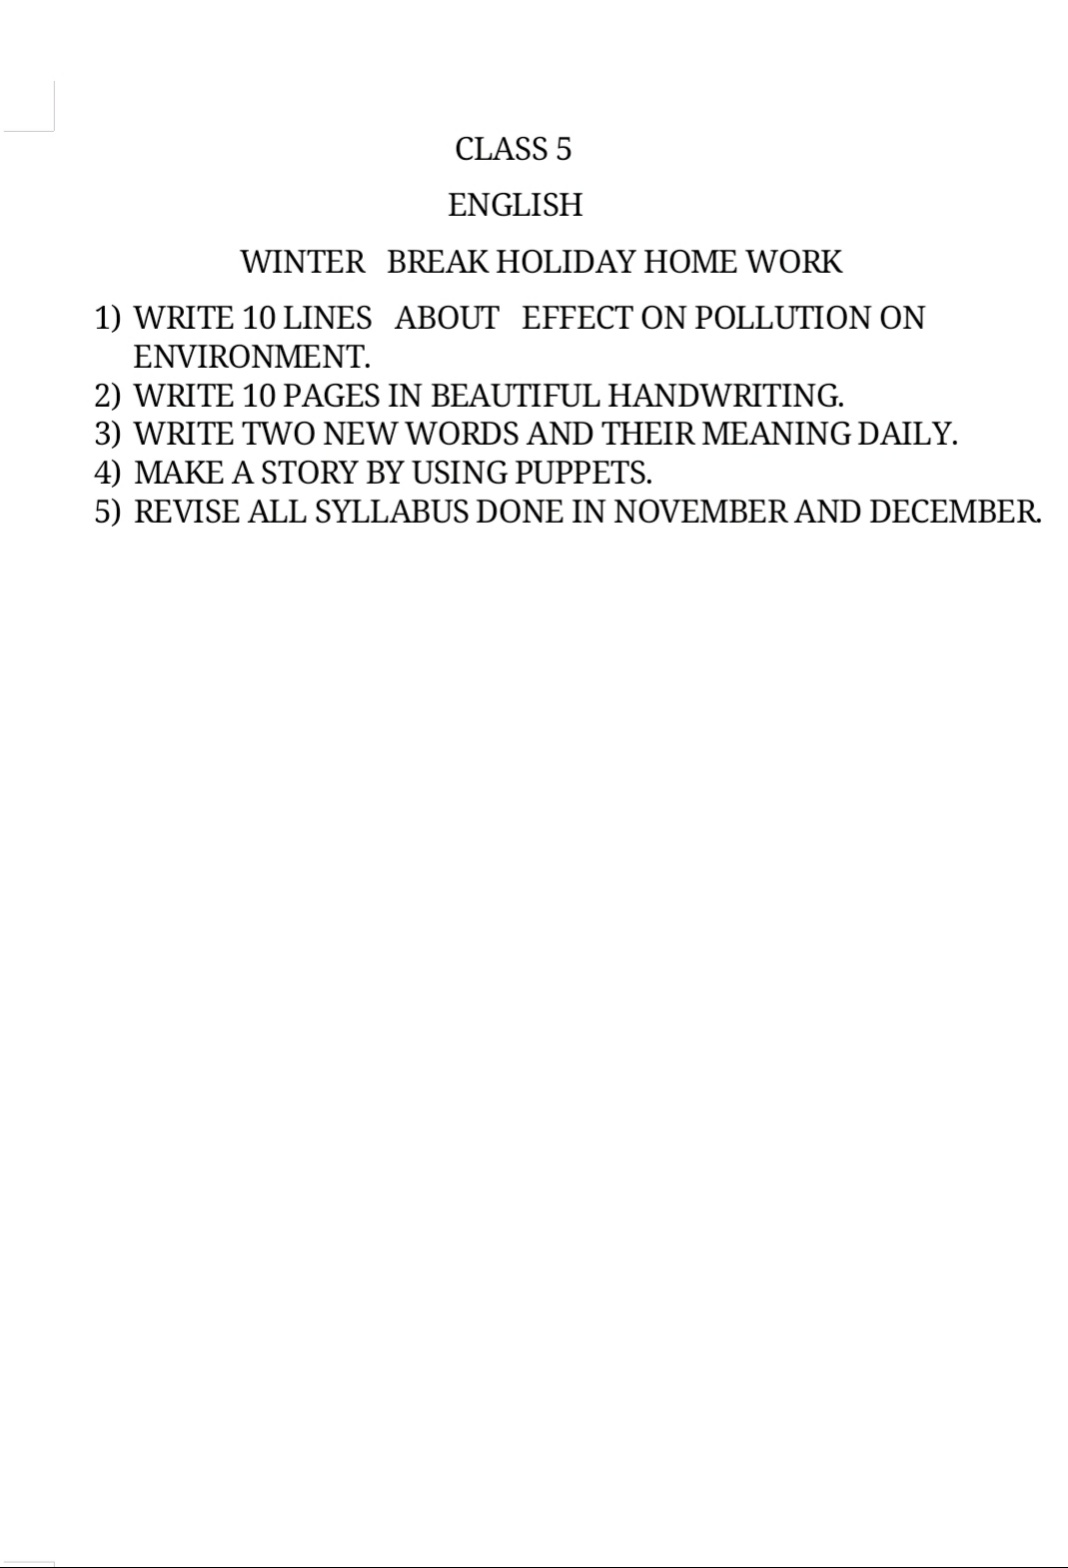 CLASS 5
ENGLISH
WINTER   BREAK HOLIDAY HOME WORK
1) WRITE 10 LINES   ABOUT   EFFECT ON POLLUTION ON
ENVIRONMENT.
2) WRITE 10 PAGES IN BEAUTIFUL HANDWRITING.
3) WRITE TWO NEW WORDS AND THEIR MEANING DAILY.
4) MAKE A STORY BY USING PUPPETS.
5) REVISE ALL SYLLABUS DONE IN NOVEMBER AND DECEMBER.